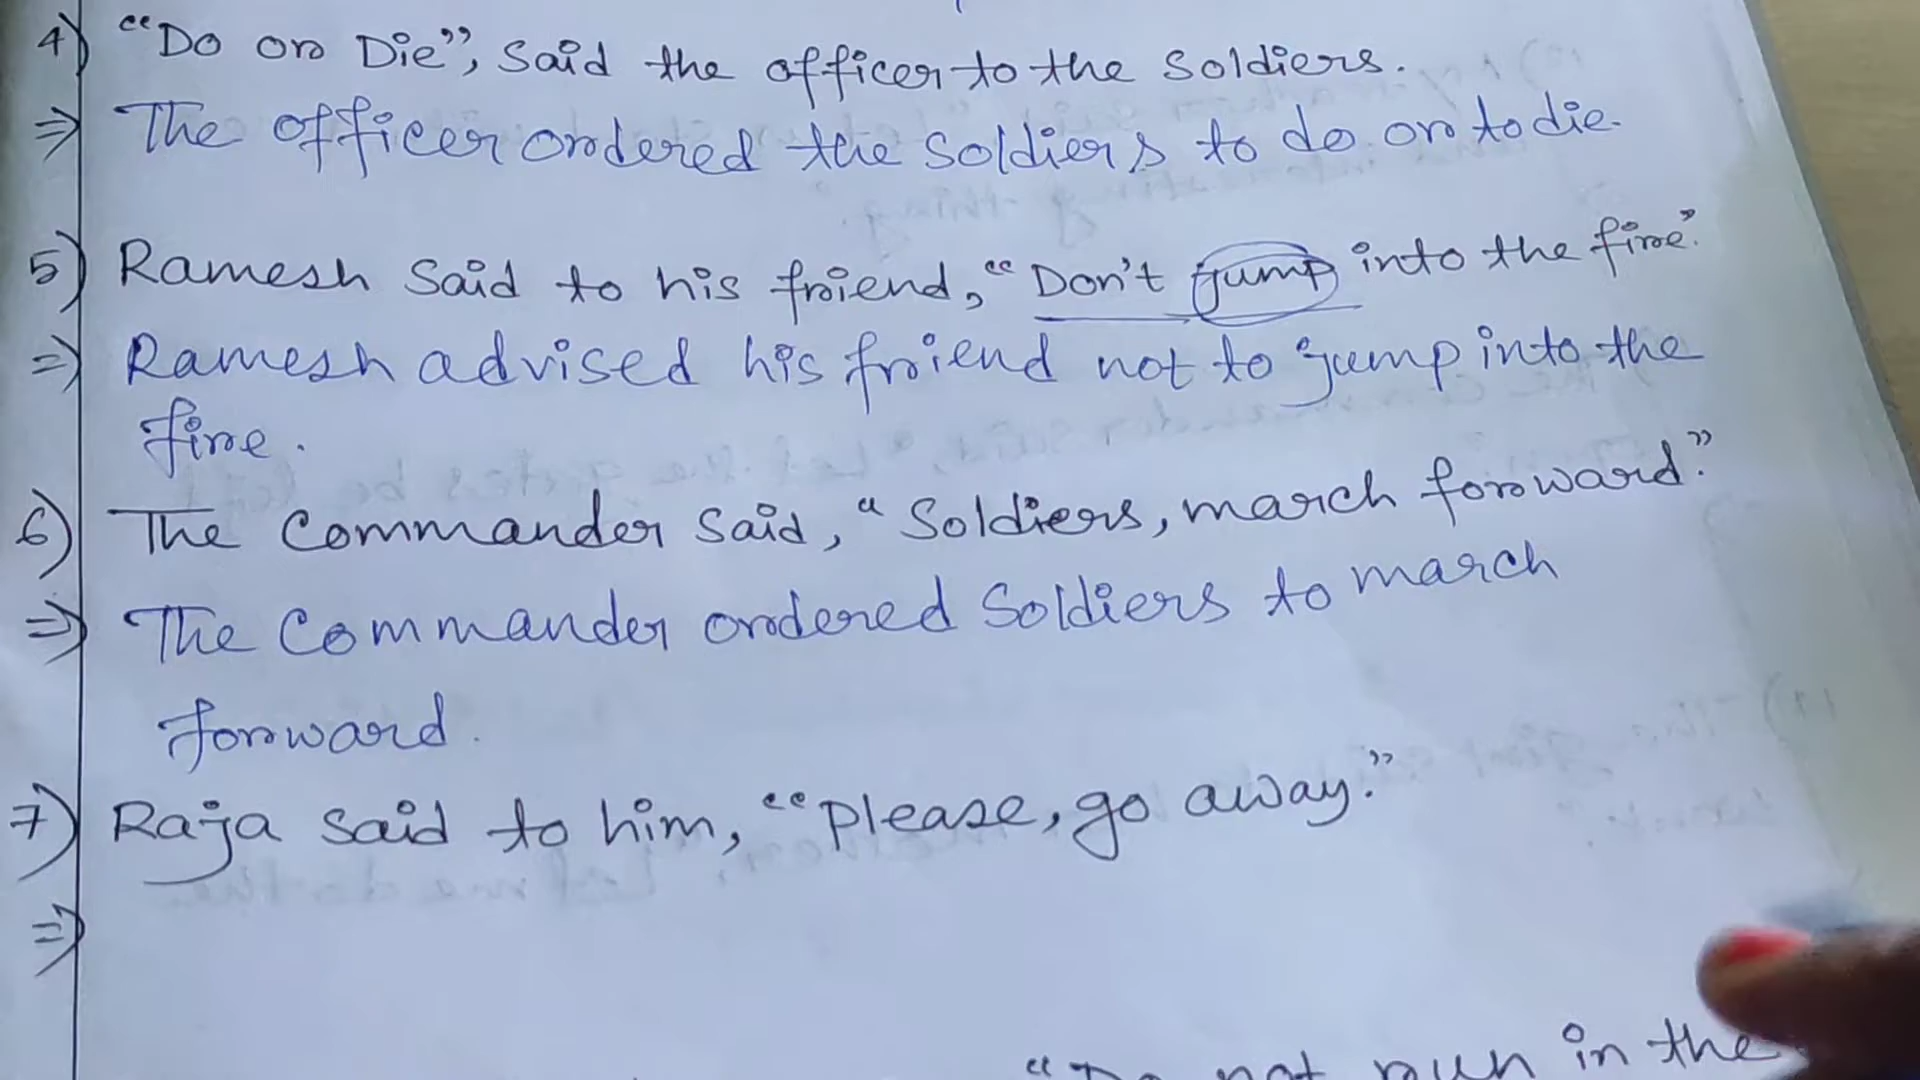 4) "Do or Die", said the officer to the soldiers.
⇒ The officer ordered the soldiers to do or to die.
5) Ramesh said to his friend, "Don't jump into the fire."
⇒ Ramesh advised his friend not to jump into the
fire.
6) The Commander said, "Soldiers, march forward."
⇒ The Commander ordered Soldiers to march
forward.
7) Raja said to him, "Please, go away."
⇒
"Do not run in the